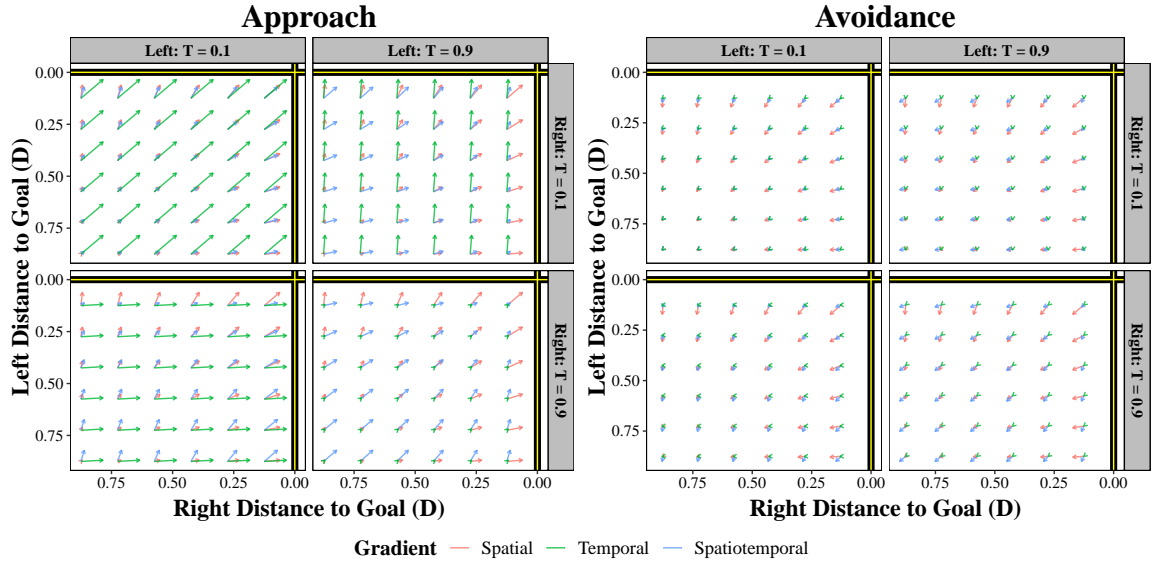 Approach
Avoidance
Left: T = 0.1
Left: T = 0.9
Left: T = 0.1
Left: T = 0.9
0.00
0.25
0.50
0.75
Right: T = 0.1
0.00
0.25
0.50
0.75
Right: T = 0.1
0.00
0.25
0.50
0.75
Right: T = 0.9
0.00
0.25
0.50
0.75
Right: T = 0.9
Left Distance to Goal (D)
Left Distance to Goal (D)
0.75 0.50 0.25 0.00 0.75 0.50 0.25 0.00
0.75 0.50 0.25 0.00 0.75 0.50 0.25 0.00
Right Distance to Goal (D)
Right Distance to Goal (D)
Gradient Spatial Temporal Spatiotemporal